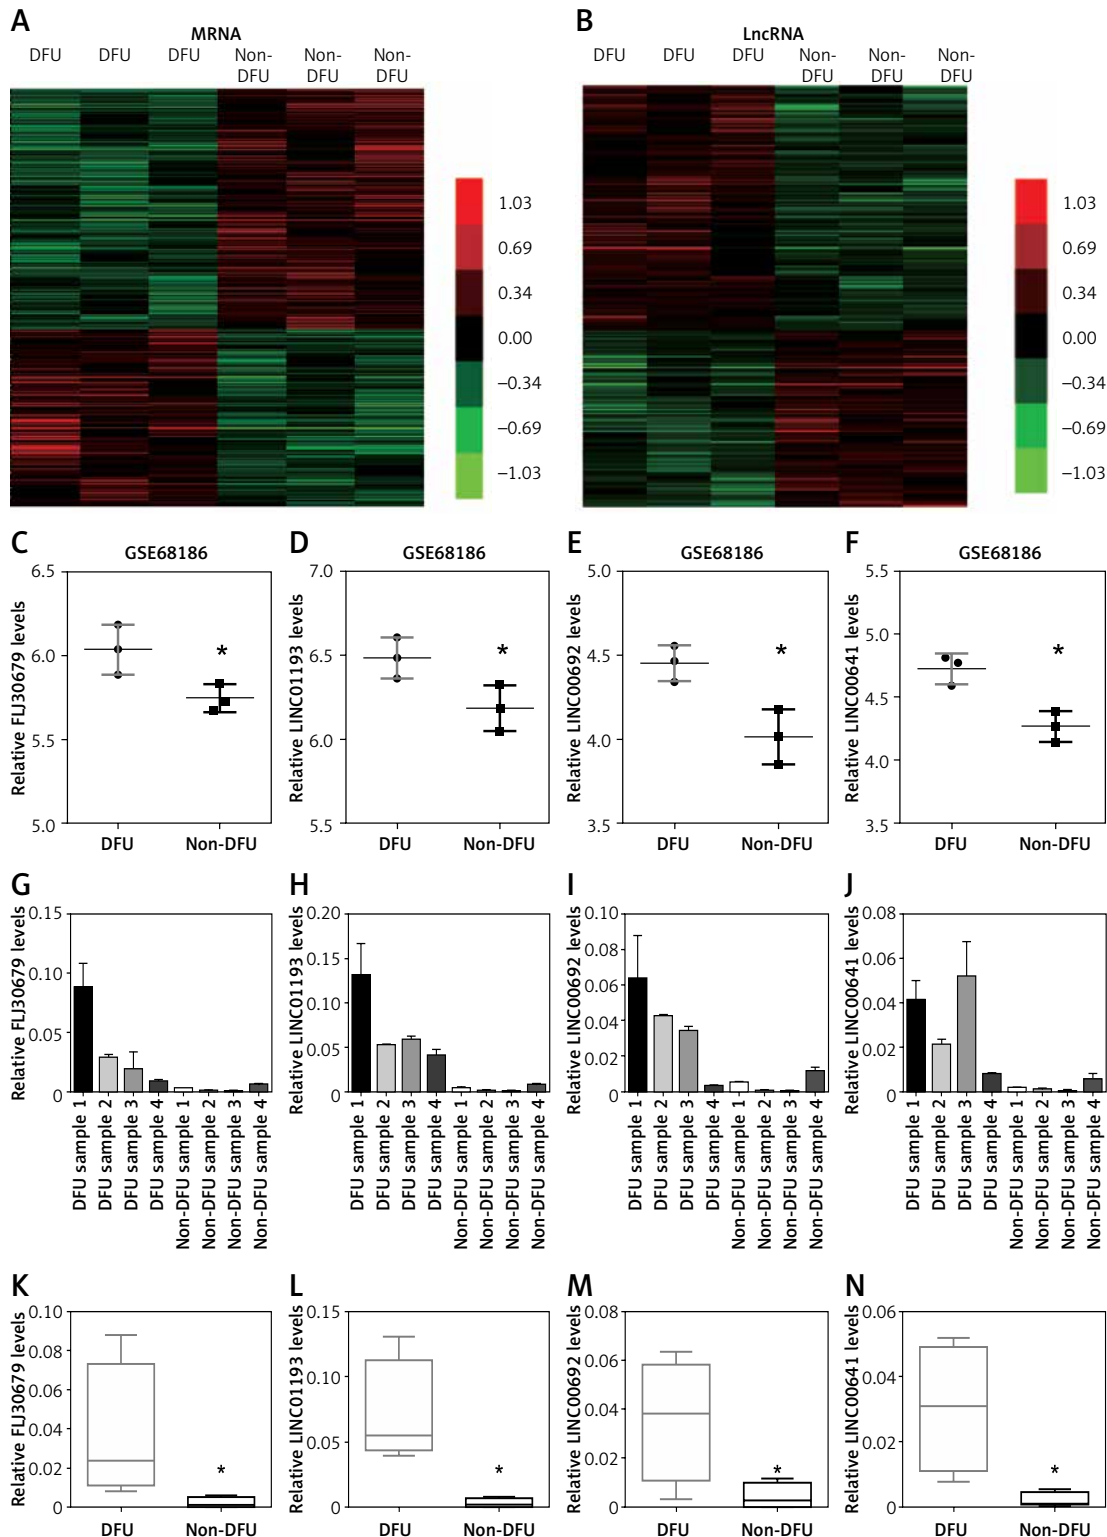 A
MRNA
DFU DFU DFU Non-DFU Non-DFU Non-DFU
1.03
0.69
0.34
0.00
−0.34
−0.69
−1.03
B
LncRNA
DFU DFU DFU Non-DFU Non-DFU Non-DFU
1.03
0.69
0.34
0.00
−0.34
−0.69
−1.03
C
GSE68186
Relative FLJ30679 levels
6.5
6.0
5.5
5.0
*
DFU Non-DFU
D
GSE68186
Relative LINC01193 levels
7.0
6.5
6.0
5.5
*
DFU Non-DFU
E
GSE68186
Relative LINC00692 levels
5.0
4.5
4.0
3.5
*
DFU Non-DFU
F
GSE68186
Relative LINC00641 levels
5.5
5.0
4.5
4.0
3.5
*
DFU Non-DFU
G
Relative FLJ30679 levels
0.15
0.10
0.05
0
DFU sample 1
DFU sample 2
DFU sample 3
DFU sample 4
Non-DFU sample 1
Non-DFU sample 2
Non-DFU sample 3
Non-DFU sample 4
H
Relative LINC01193 levels
0.20
0.15
0.10
0.05
0
DFU sample 1
DFU sample 2
DFU sample 3
DFU sample 4
Non-DFU sample 1
Non-DFU sample 2
Non-DFU sample 3
Non-DFU sample 4
I
Relative LINC00692 levels
0.10
0.08
0.06
0.04
0.02
0
DFU sample 1
DFU sample 2
DFU sample 3
DFU sample 4
Non-DFU sample 1
Non-DFU sample 2
Non-DFU sample 3
Non-DFU sample 4
J
Relative LINC00641 levels
0.08
0.06
0.04
0.02
0
DFU sample 1
DFU sample 2
DFU sample 3
DFU sample 4
Non-DFU sample 1
Non-DFU sample 2
Non-DFU sample 3
Non-DFU sample 4
K
Relative FLJ30679 levels
0.10
0.08
0.06
0.04
0.02
0
*
DFU Non-DFU
L
Relative LINC01193 levels
0.15
0.10
0.05
0
*
DFU Non-DFU
M
Relative LINC00692 levels
0.08
0.06
0.04
0.02
0
*
DFU Non-DFU
N
Relative LINC00641 levels
0.06
0.04
0.02
0
*
DFU Non-DFU